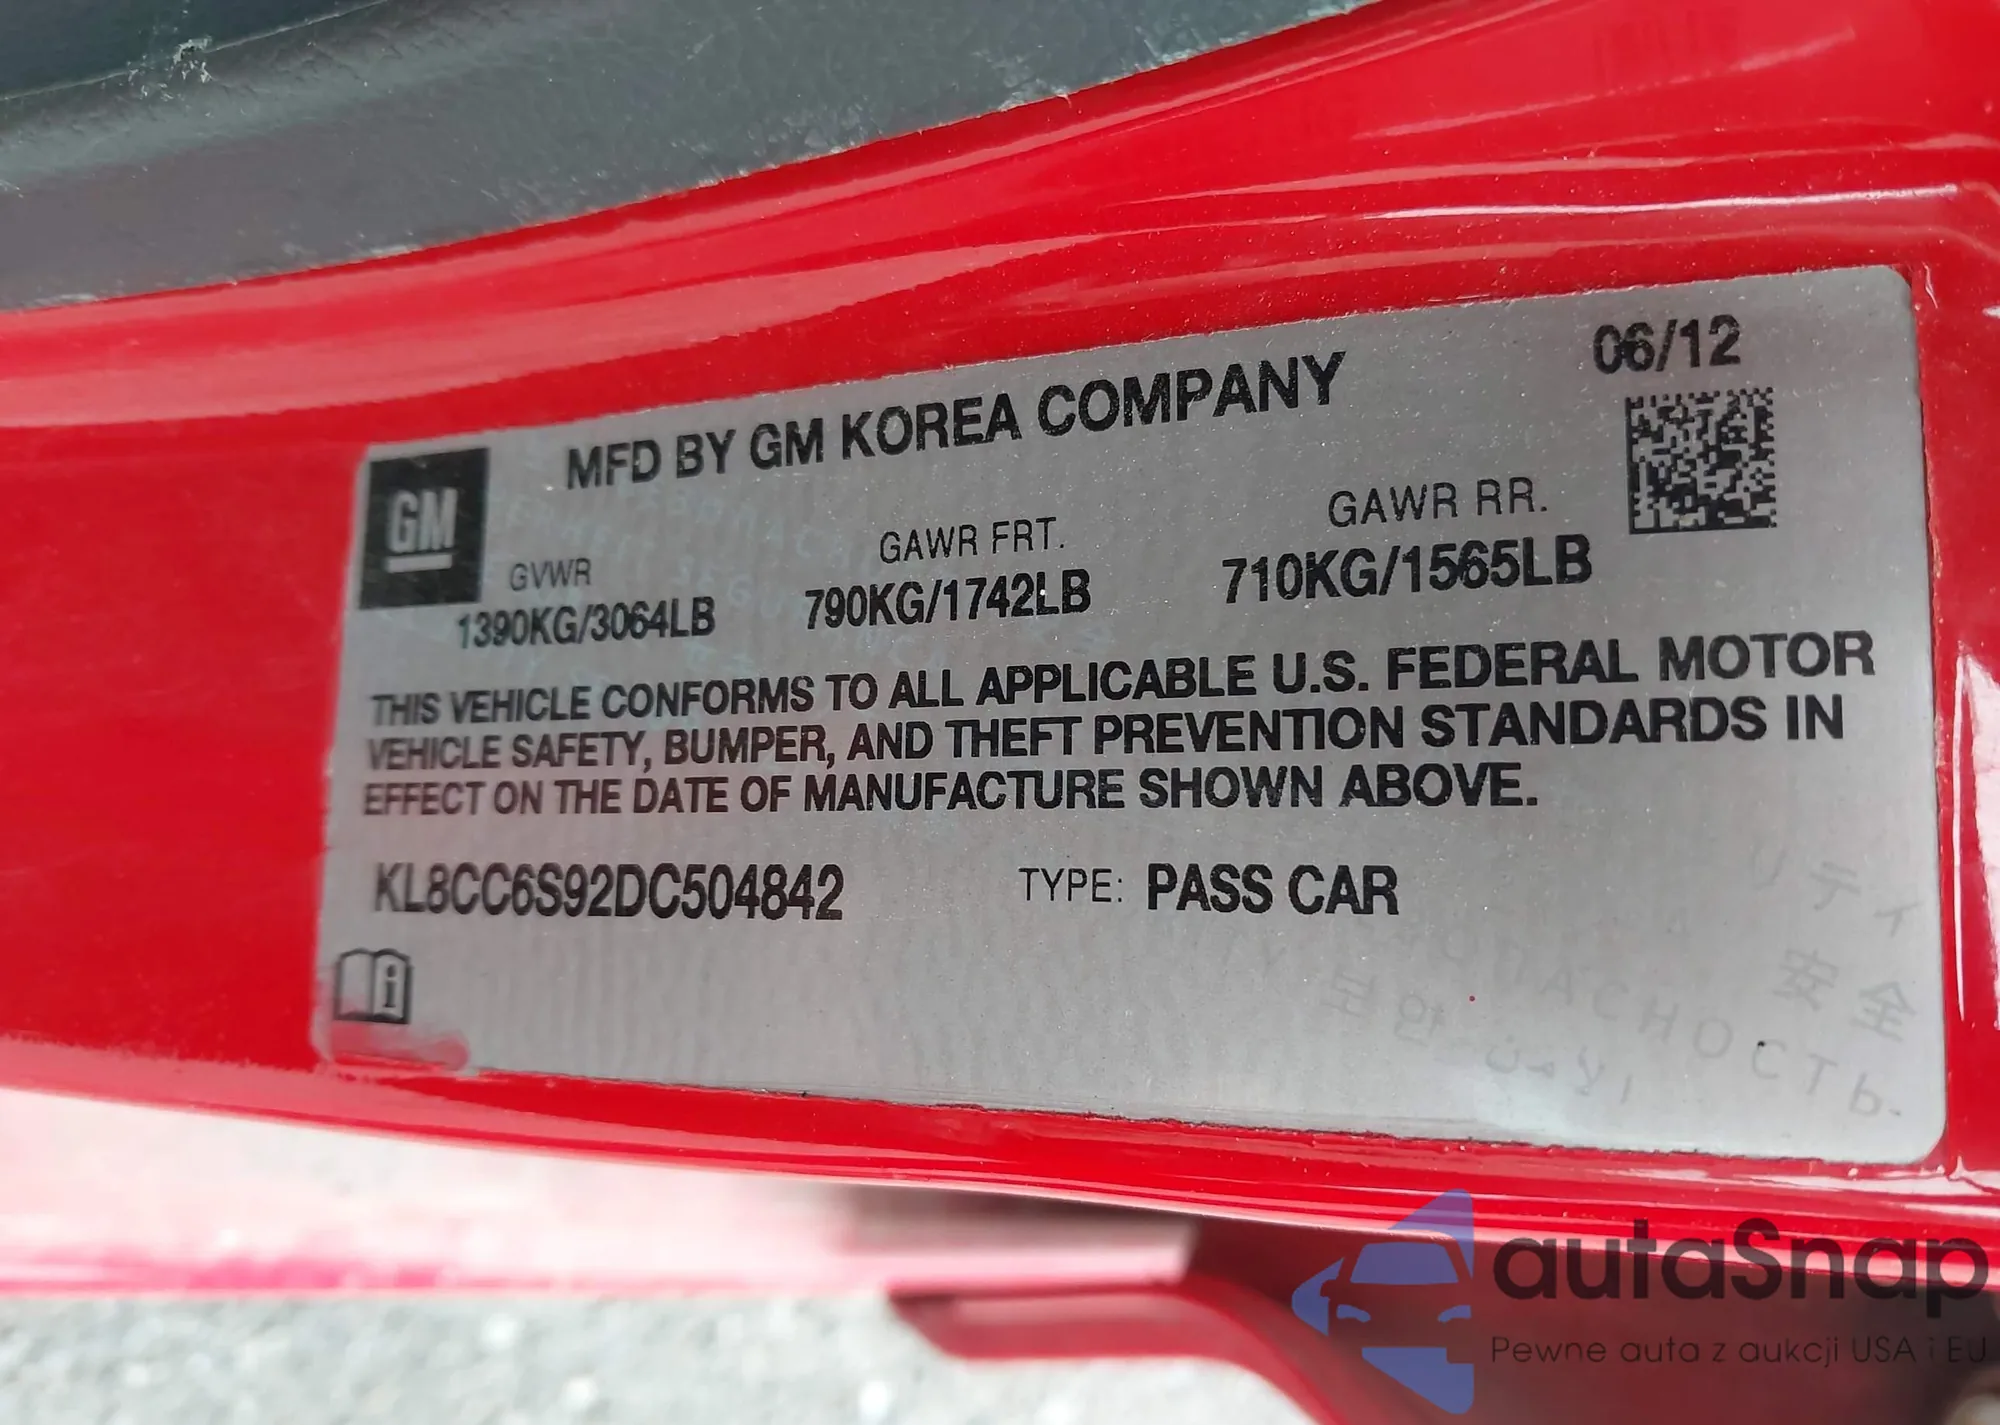 06/12
MFD BY GM KOREA COMPANY
GM
GVWR
GAWR FRT.
GAWR RR.
1390KG/3064LB
790KG/1742LB
710KG/1565LB
THIS VEHICLE CONFORMS TO ALL APPLICABLE U.S. FEDERAL MOTOR
VEHICLE SAFETY, BUMPER, AND THEFT PREVENTION STANDARDS IN
EFFECT ON THE DATE OF MANUFACTURE SHOWN ABOVE.
KL8CC6S92DC504842 TYPE: PASS CAR
安全
autaSnap
Pewne auta z aukcji USA i EU